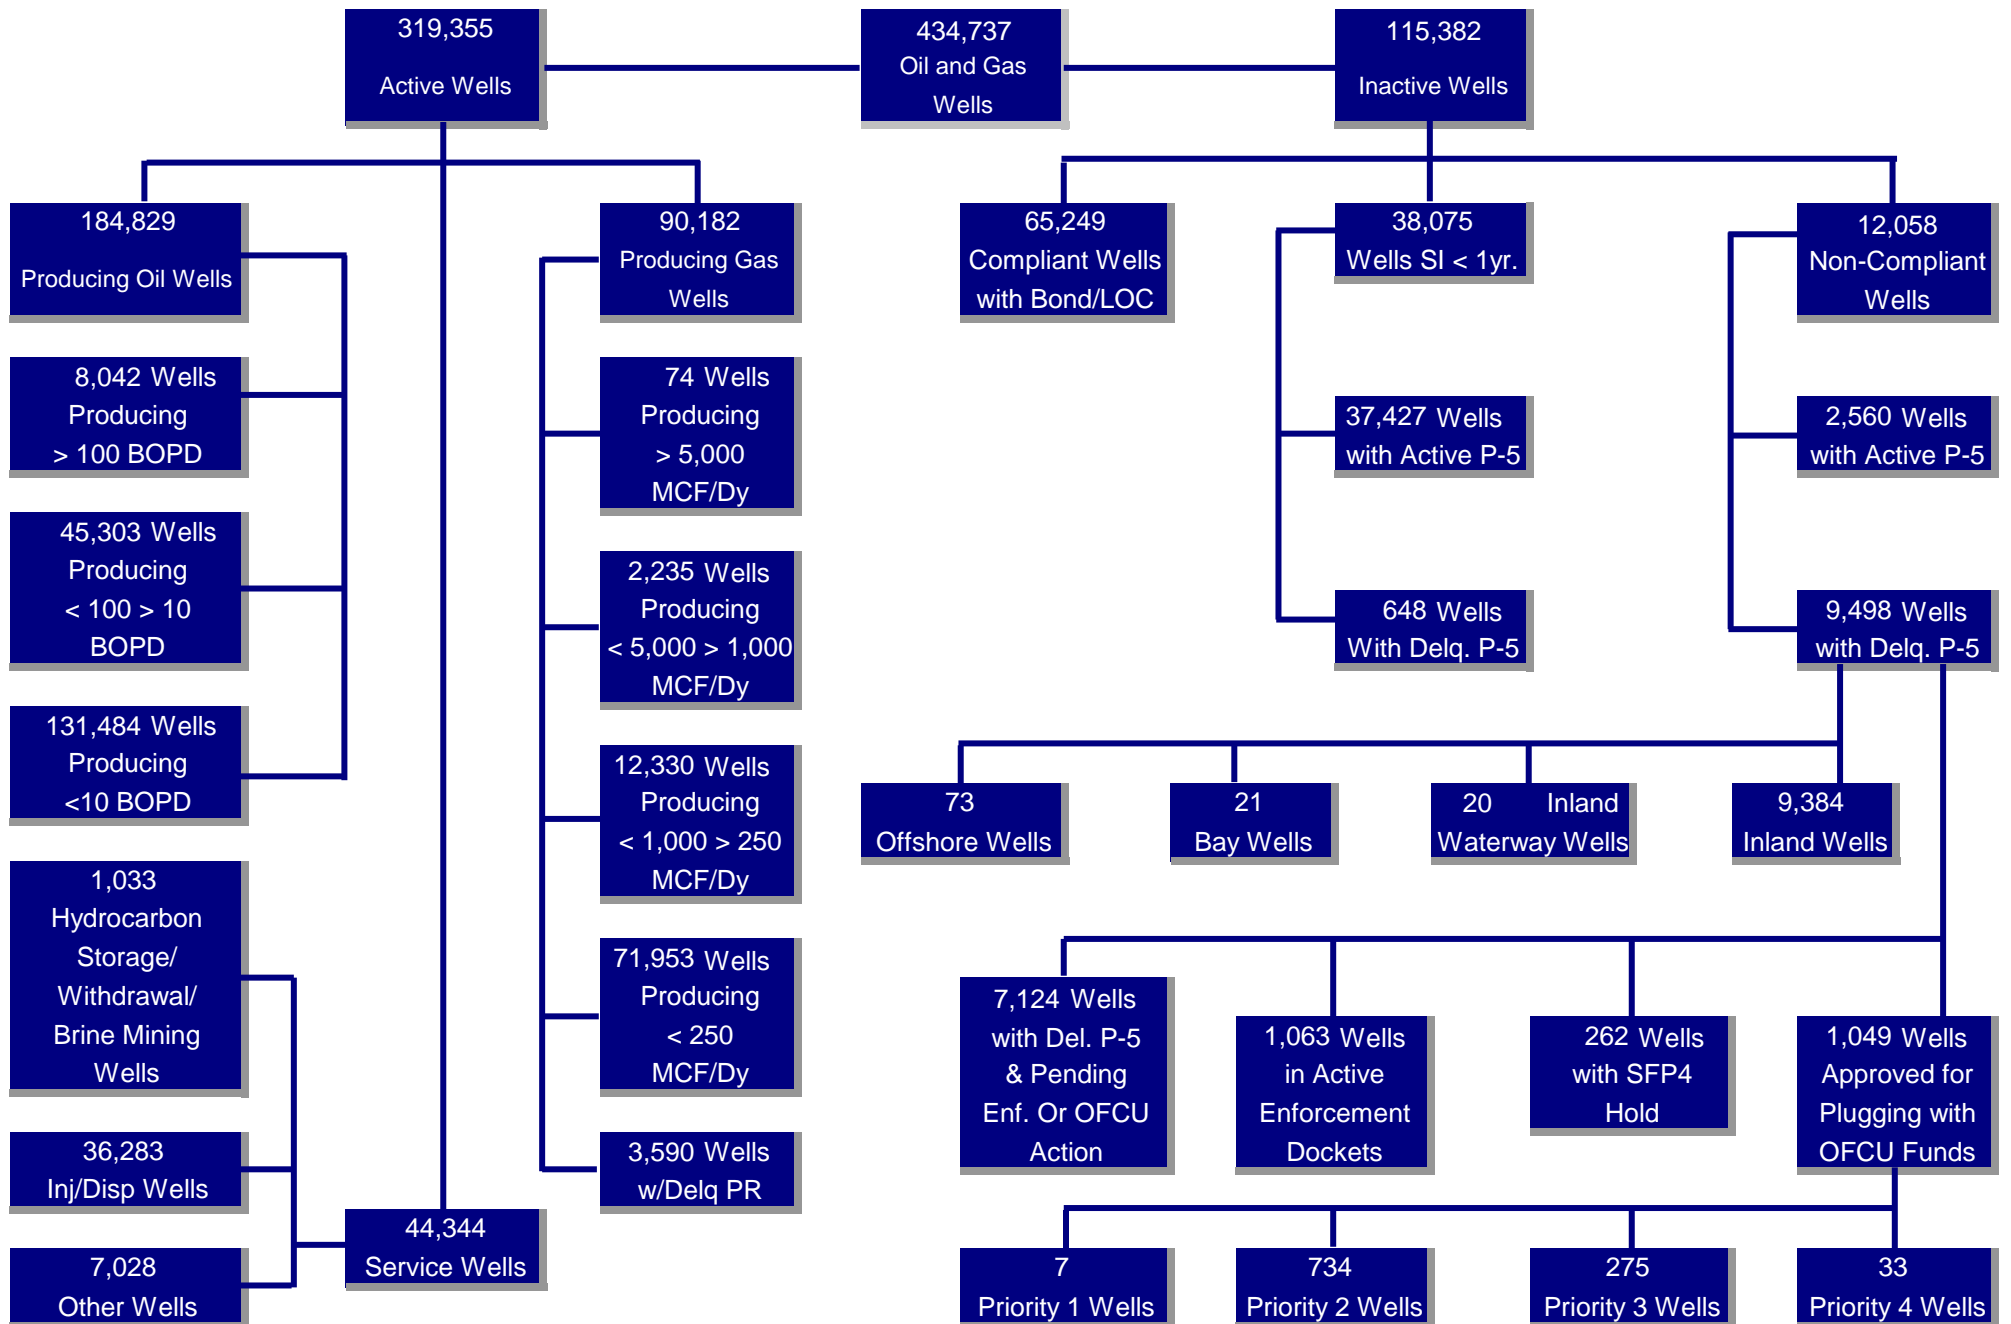 319,355
Active Wells
434,737
Oil and Gas
Wells
115,382
Inactive Wells
184,829
Producing Oil Wells
90,182
Producing Gas
Wells
65,249
Compliant Wells
with Bond/LOC
38,075
Wells SI < 1yr.
12,058
Non-Compliant
Wells
8,042 Wells
Producing
> 100 BOPD
74 Wells
Producing
> 5,000
MCF/Dy
37,427 Wells
with Active P-5
2,560 Wells
with Active P-5
45,303 Wells
Producing
< 100 > 10
BOPD
2,235 Wells
Producing
< 5,000 > 1,000
MCF/Dy
648 Wells
With Delq. P-5
9,498 Wells
with Delq. P-5
131,484 Wells
Producing
<10 BOPD
12,330 Wells
Producing
< 1,000 > 250
MCF/Dy
73
Offshore Wells
21
Bay Wells
20 Inland
Waterway Wells
9,384
Inland Wells
1,033
Hydrocarbon
Storage/
Withdrawal/
Brine Mining
Wells
71,953 Wells
Producing
< 250
MCF/Dy
7,124 Wells
with Del. P-5
& Pending
Enf. Or OFCU
Action
1,063 Wells
in Active
Enforcement
Dockets
262 Wells
with SFP4
Hold
1,049 Wells
Approved for
Plugging with
OFCU Funds
36,283
Inj/Disp Wells
3,590 Wells
w/Delq PR
44,344
Service Wells
7,028
Other Wells
7
Priority 1 Wells
734
Priority 2 Wells
275
Priority 3 Wells
33
Priority 4 Wells